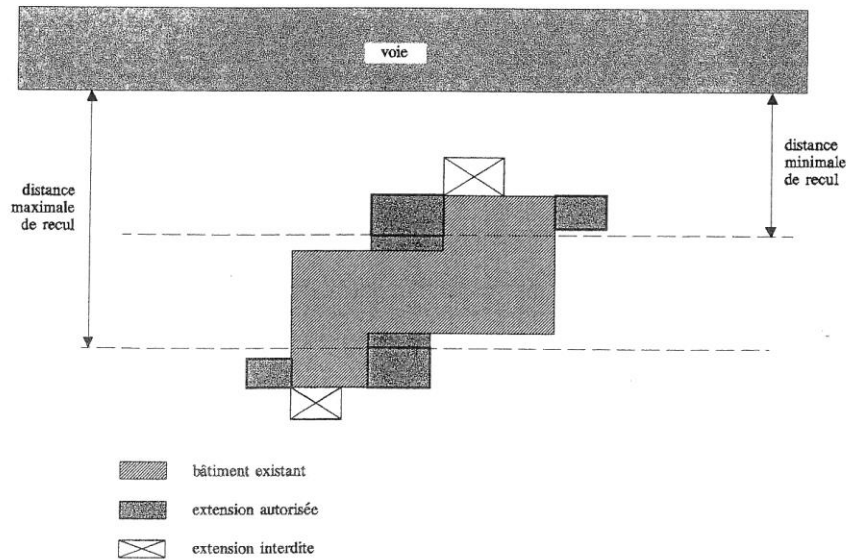 voie
distance
maximale
de recul
distance
minimale
de recul
bâtiment existant
extension autorisée
extension interdite